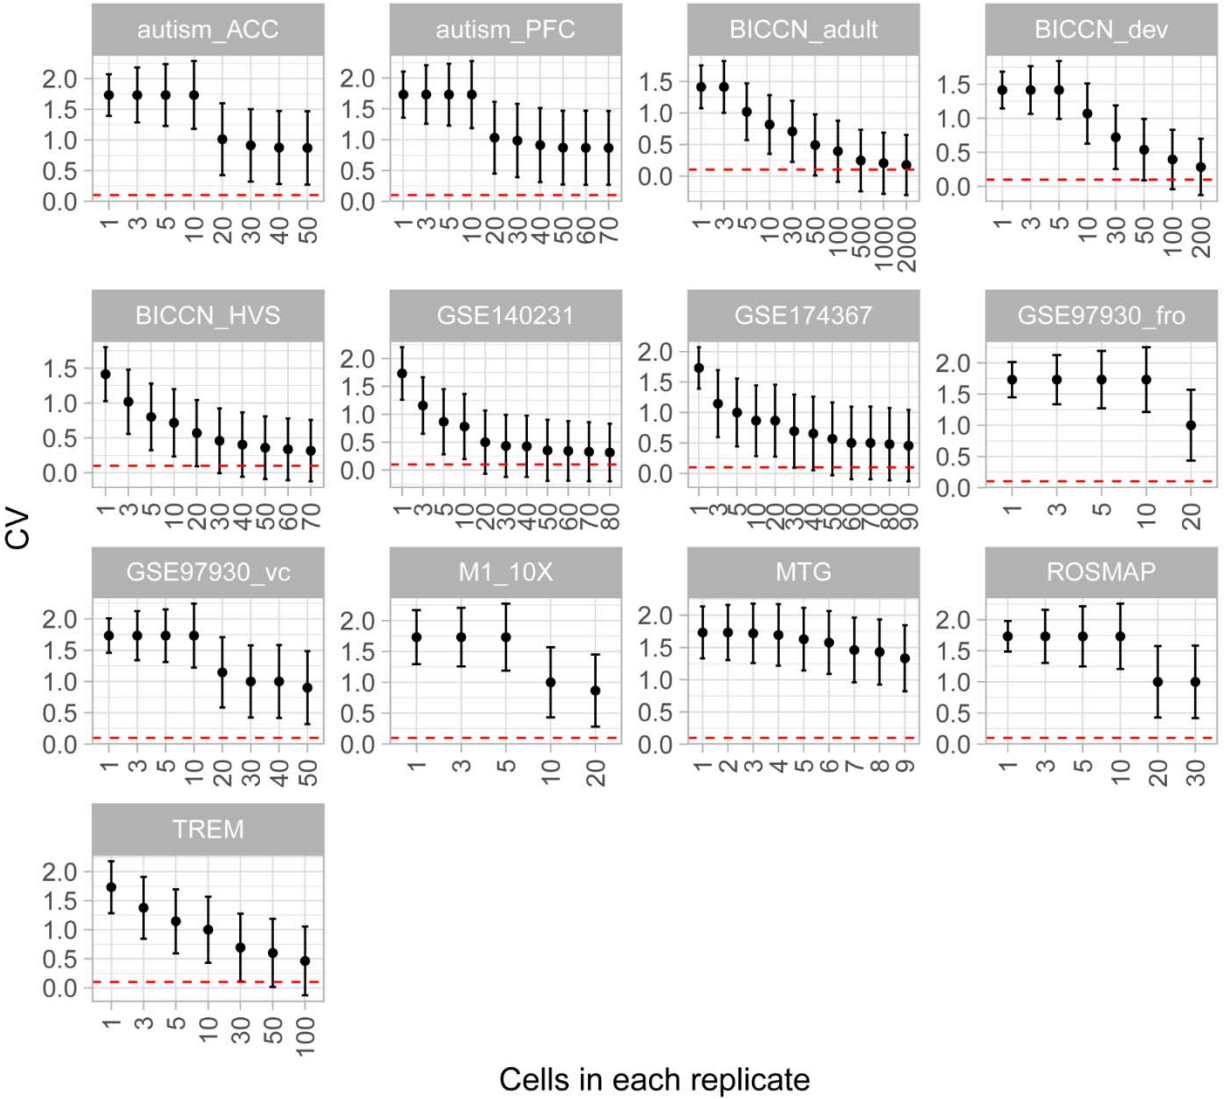 autism_ACC autism_PFC BICCN_adult BICCN_dev
2.0 1.5 1.0 0.5 0.0
1 3 5 10 20 30 40 50
2.0 1.5 1.0 0.5 0.0
1 3 5 10 20 30 40 50 60 70
1.5 1.0 0.5 0.0
1 3 5 10 30 50 100 500 1000 2000
1.5 1.0 0.5 0.0
1 3 5 10 30 50 100 200
BICCN_HVS GSE140231 GSE174367 GSE97930_fro
1.5 1.0 0.5 0.0
1 3 5 10 20 30 40 50 60 70
2.0 1.5 1.0 0.5 0.0
1 3 5 10 20 30 40 50 60 70 80
2.0 1.5 1.0 0.5 0.0
1 3 5 10 20 30 40 50 60 70 80 90
2.0 1.5 1.0 0.5 0.0
1 3 5 10 20
CV
GSE97930_vc M1_10X MTG ROSMAP
2.0 1.5 1.0 0.5 0.0
1 3 5 10 20 30 40 50
2.0 1.5 1.0 0.5 0.0
1 3 5 10 20
2.0 1.5 1.0 0.5 0.0
1 2 3 4 5 6 7 8 9
2.0 1.5 1.0 0.5 0.0
1 3 5 10 20 30
TREM
2.0 1.5 1.0 0.5 0.0
1 3 5 10 30 50 100
Cells in each replicate